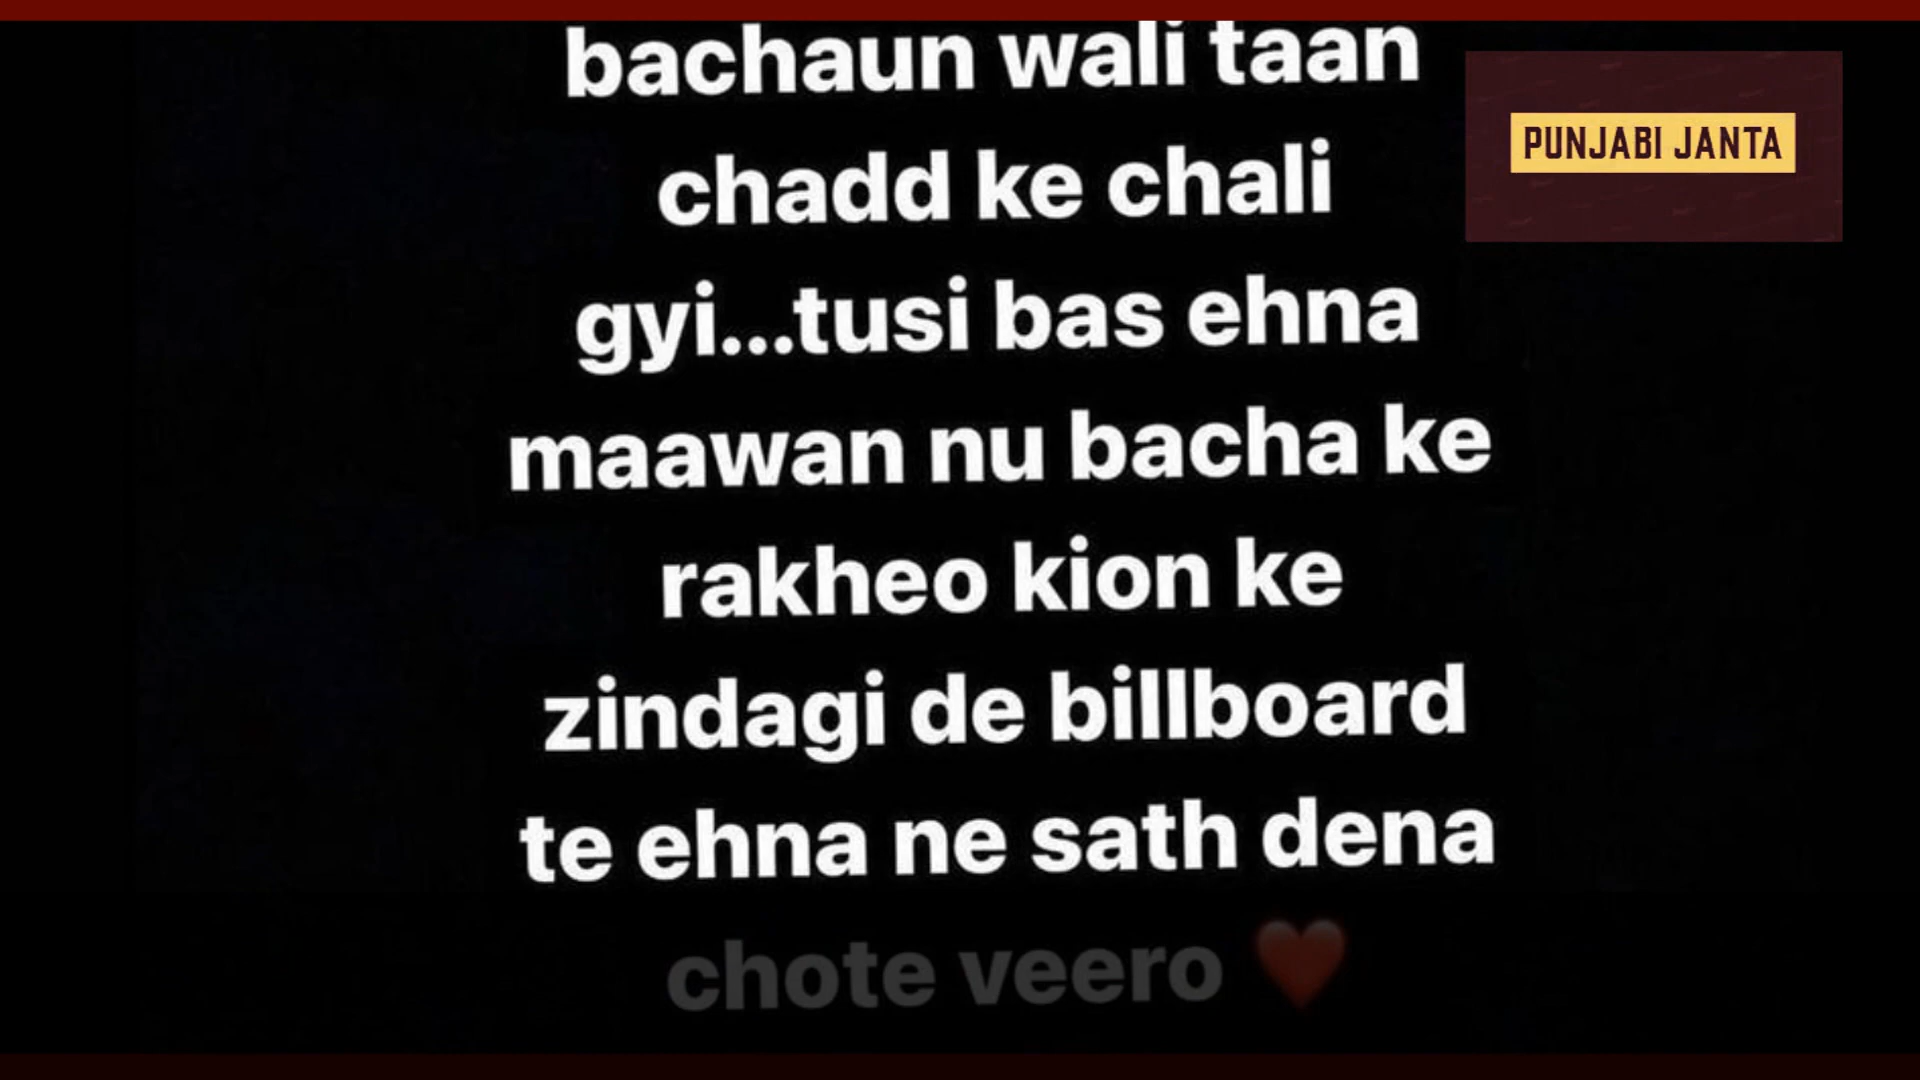 bachaun wali taan
PUNJABI JANTA
chadd ke chali
gyi...tusi bas ehna
maawan nu bacha ke
rakheo kion ke
zindagi de billboard
te ehna ne sath dena
chote veero ❤️